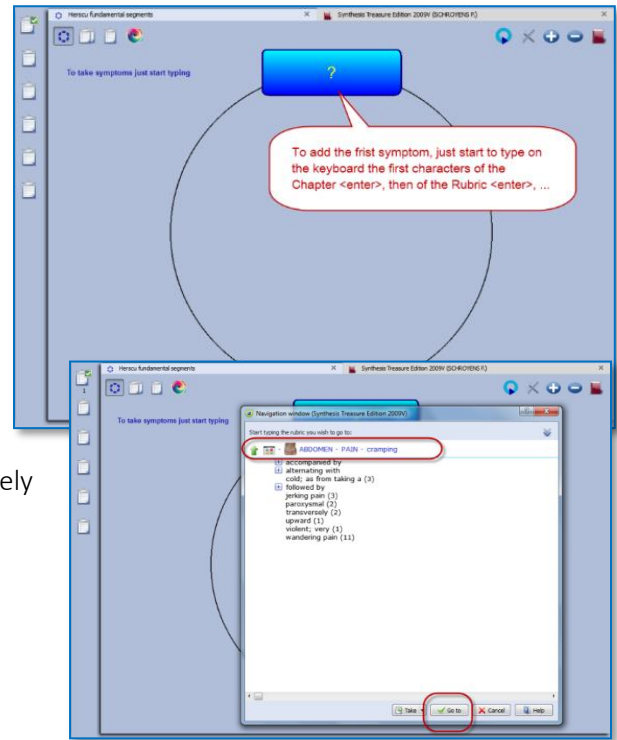 Herscu fundamental segments
Synthesis Treasure Edition 2009V (SCHROYENS F.)
To take symptoms just start typing
?
To add the frist symptom, just start to type on
the keyboard the first characters of the
Chapter <enter>, then of the Rubric <enter>, ...
ely
Herscu fundamental segments
Synthesis Treasure Edition 2009V (SCHROYENS F.)
1
To take symptoms just start typing
Navigation window (Synthesis Treasure Edition 2009V)
Start typing the rubric you wish to go to:
- ABDOMEN - PAIN - cramping
accompanied by
alternating with
cold; as from taking a (3)
followed by
jerking pain (3)
paroxysmal (2)
transversely (2)
upward (1)
violent; very (1)
wandering pain (11)
Take
Go to
Cancel
Help